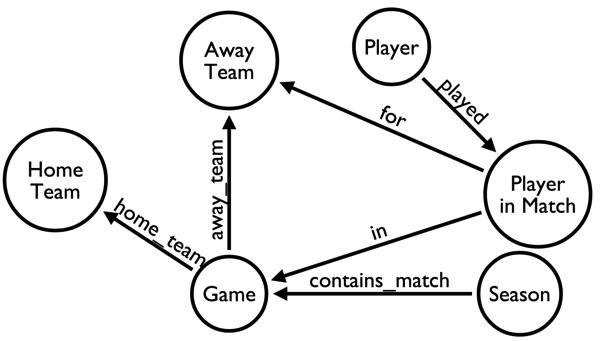 Away
Team
Player
played
for
Home
Team
away_team
Player
in Match
home_team
in
contains_match
Game
Season